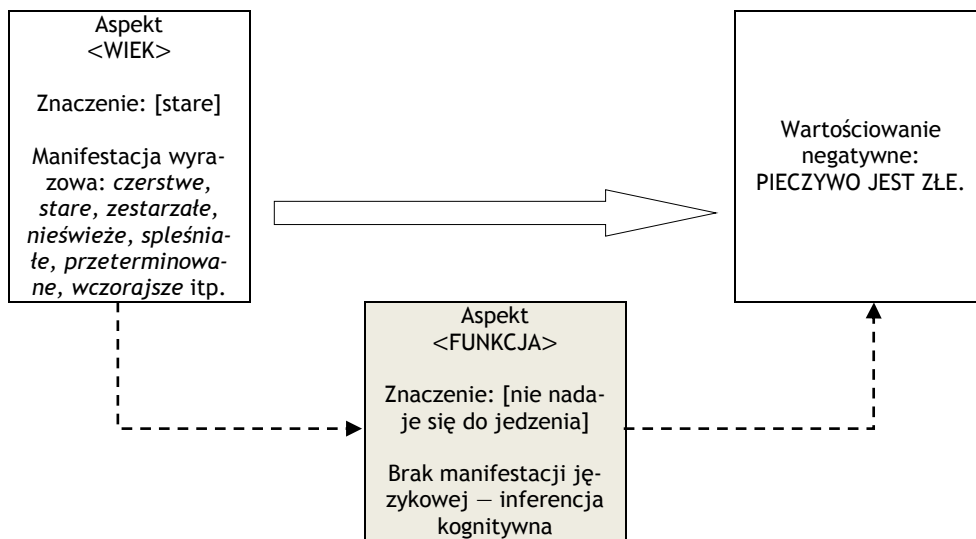 Aspekt
<WIEK>
Znaczenie: [stare]
Manifestacja wyra-
zowa: czerstwe,
stare, zestarzałe,
nieświeże, spleśnia-
łe, przeterminowa-
ne, wczorajsze itp.
Wartościowanie
negatywne:
PIECZYWO JEST ZŁE.
Aspekt
<FUNKCJA>
Znaczenie: [nie nada-
je się do jedzenia]
Brak manifestacji ję-
zykowej — inferencja
kognitywna